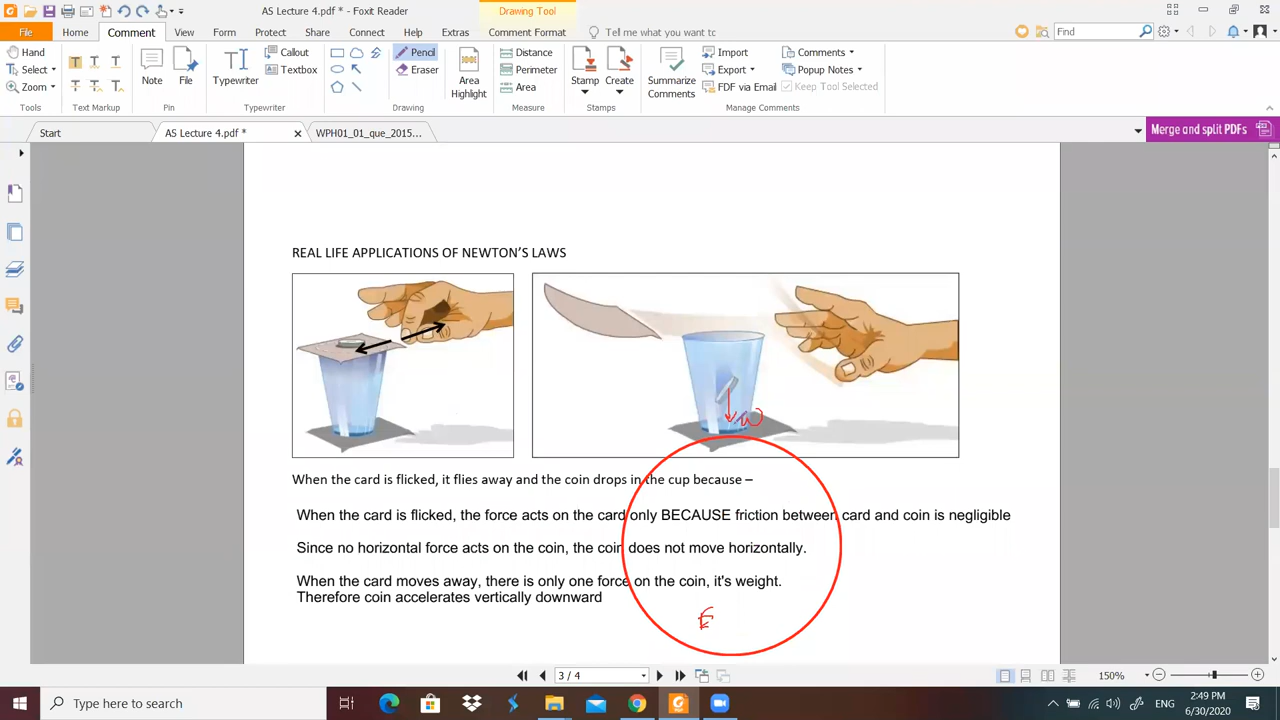 AS Lecture 4.pdf * - Foxit Reader
Drawing Tool
File Home Comment View Form Protect Share Connect Help Extras Comment Format Tell me what you want tc Find
Hand
Select
Zoom
Tools
Text Markup
Note
File
Pin
Typewriter
Callout
Textbox
Typewriter
Pencil
Eraser
Drawing
Area
Highlight
Distance
Perimeter
Area
Measure
Stamp
Create
Stamps
Summarize
Comments
Import
Export
FDF via Email
Comments
Popup Notes
Keep Tool Selected
Manage Comments
Start
AS Lecture 4.pdf *
WPH01_01_que_2015...
Merge and split PDFs
REAL LIFE APPLICATIONS OF NEWTON'S LAWS
W
When the card is flicked, it flies away and the coin drops in the cup because –
When the card is flicked, the force acts on the card only BECAUSE friction between card and coin is negligible
Since no horizontal force acts on the coin, the coin does not move horizontally.
When the card moves away, there is only one force on the coin, it's weight.
Therefore coin accelerates vertically downward
3 / 4
150%
Type here to search
ENG
2:49 PM
6/30/2020